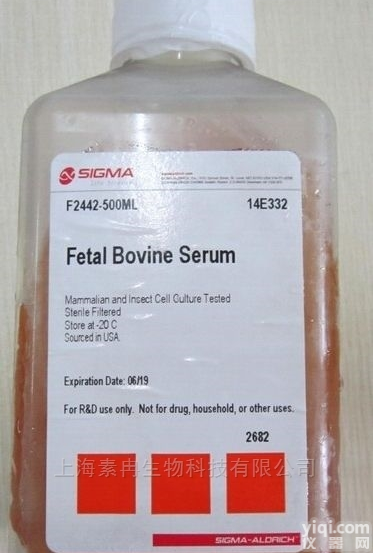 SIGMA
F2442-500ML 14E332
Fetal Bovine Serum
Mammalian and Insect Cell Culture Tested
Sterile Filtered
Store at -20 C
Sourced in USA.
Expiration Date: 06/19
For R&D use only. Not for drug, household, or other uses.
2682
上海素冉生物科技有限公司
SIGMA-ALDRICH
yiqi.com
仪器网